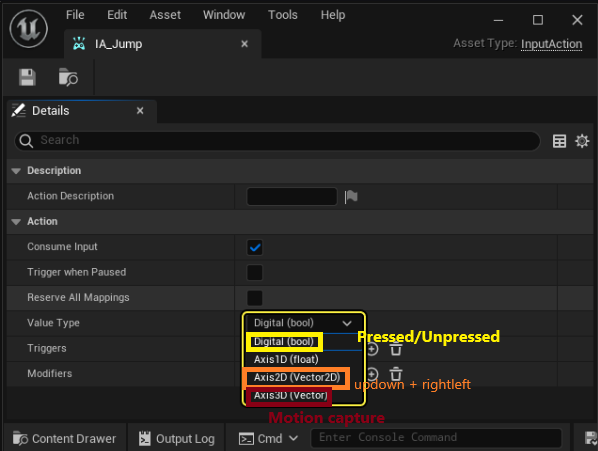 File Edit Asset Window Tools Help
IA_Jump
Asset Type: InputAction
Details
Search
Description
Action Description
Action
Consume Input
Trigger when Paused
Reserve All Mappings
Value Type Digital (bool)
Pressed/Unpressed
Digital (bool)
Triggers
Axis1D (float)
Modifiers Axis2D (Vector2D) updown + rightleft
Axis3D (Vector)
Motion capture
Content Drawer Output Log Cmd Enter Console Command